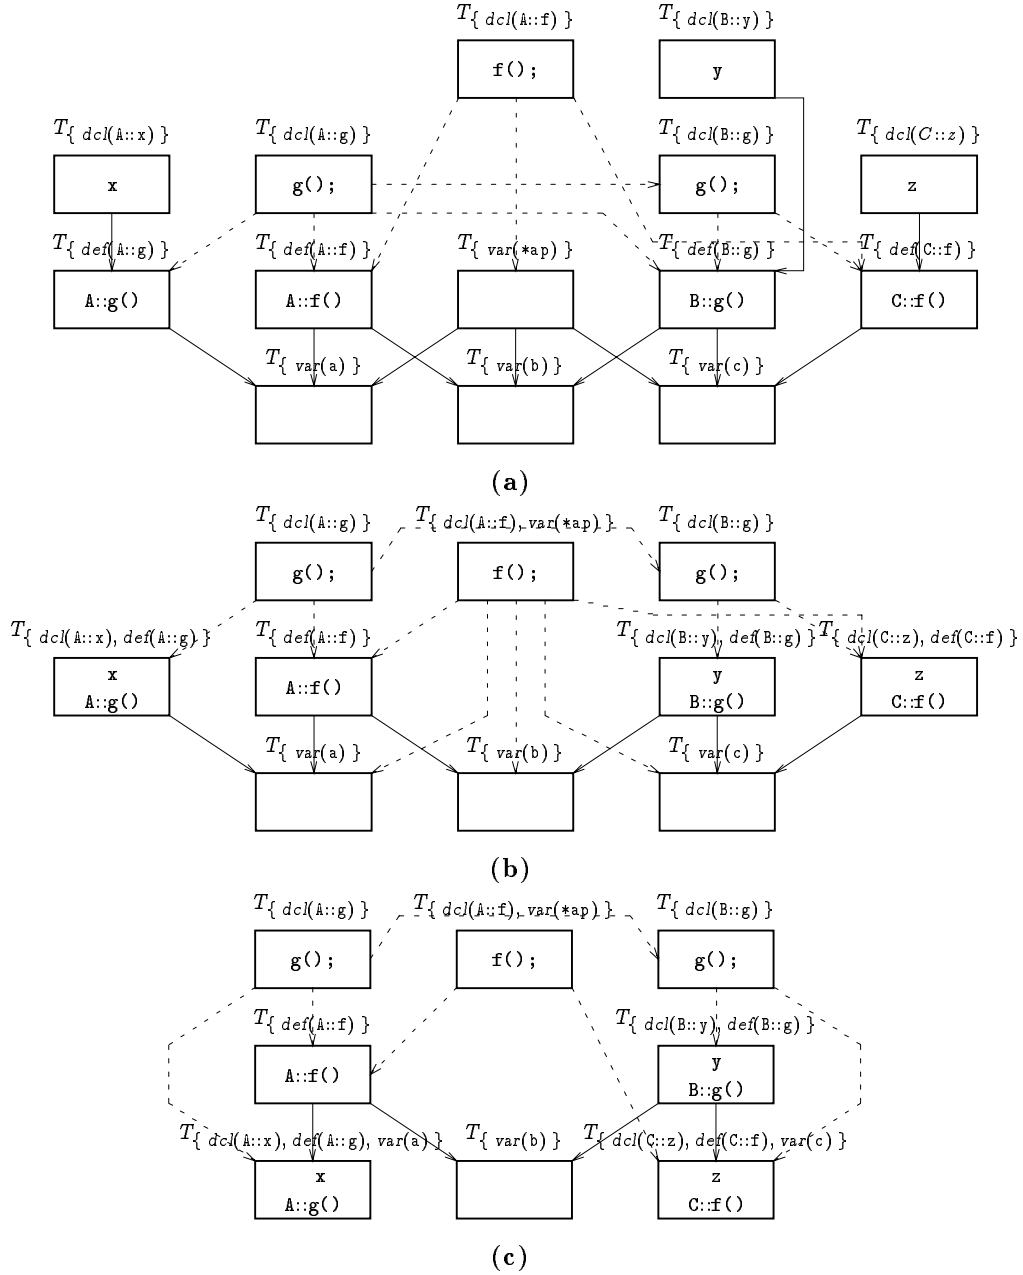 T{ dcl(A::f) } T{ dcl(B::y) }
f(); y
T{ dcl(A::x) } T{ dcl(A::g) } T{ dcl(B::g) } T{ dcl(C::z) }
x g(); g(); z
T{ def(A::g) } T{ def(A::f) } T{ var(*ap) } T{ def(B::g) } T{ def(C::f) }
A::g() A::f() B::g() C::f()
T{ var(a) } T{ var(b) } T{ var(c) }
(a)
T{ dcl(A::g) } T{ dcl(A::f), var(*ap) } T{ dcl(B::g) }
g(); f(); g();
T{ dcl(A::x), def(A::g) } T{ def(A::f) } T{ dcl(B::y), def(B::g) } T{ dcl(C::z), def(C::f) }
x y z
A::g() A::f() B::g() C::f()
T{ var(a) } T{ var(b) } T{ var(c) }
(b)
T{ dcl(A::g) } T{ dcl(A::f), var(*ap) } T{ dcl(B::g) }
g(); f(); g();
T{ def(A::f) } T{ dcl(B::y), def(B::g) }
A::f() y
B::g()
T{ dcl(A::x), def(A::g), var(a) } T{ var(b) } T{ dcl(C::z), def(C::f), var(c) }
x z
A::g() C::f()
(c)